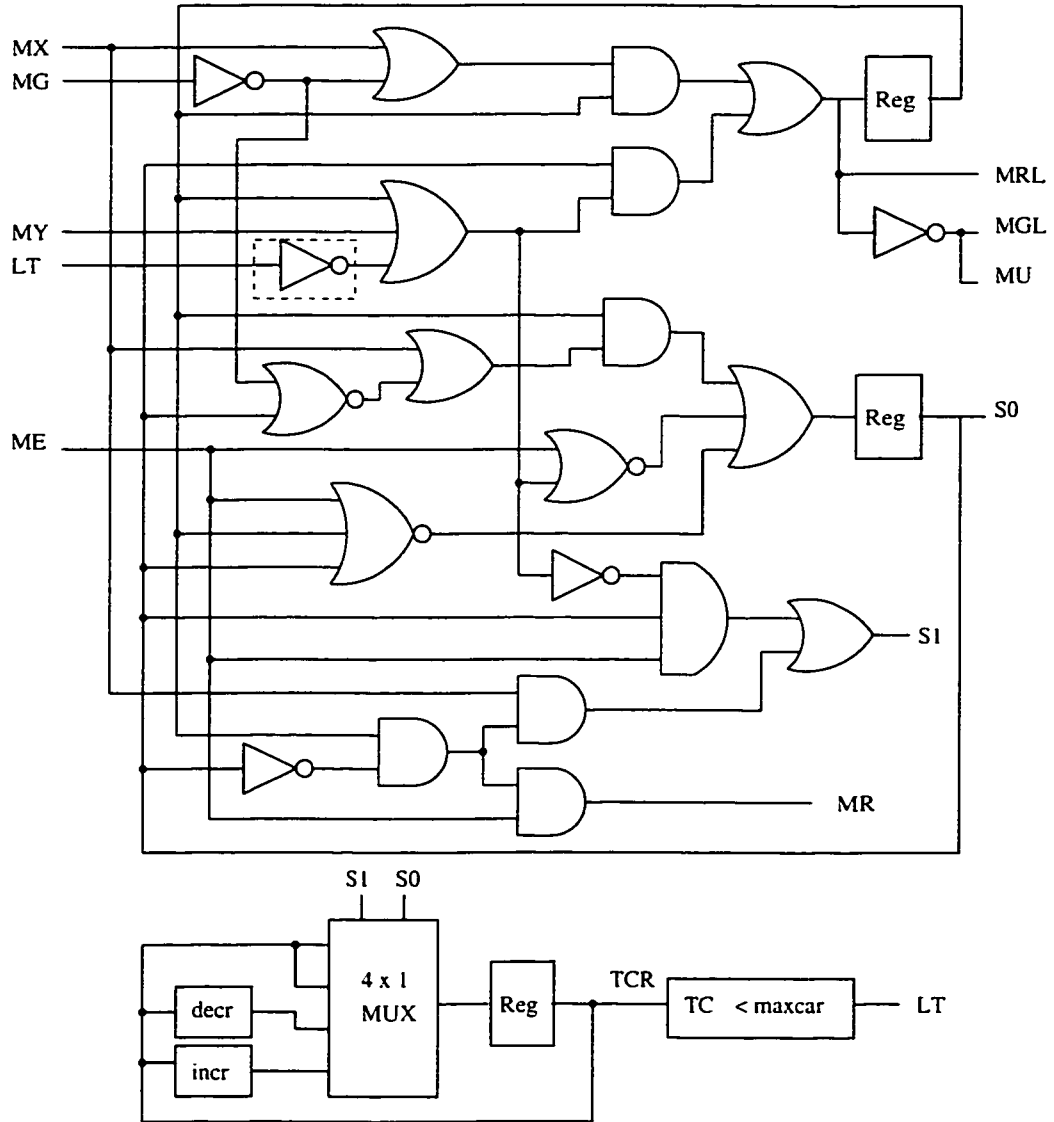 MX
MG
Reg
MRL
MY
MGL
LT
MU
S0
Reg
ME
S1
MR
S1 S0
4 x 1
MUX
decr
incr
Reg
TCR
TC < maxcar
LT